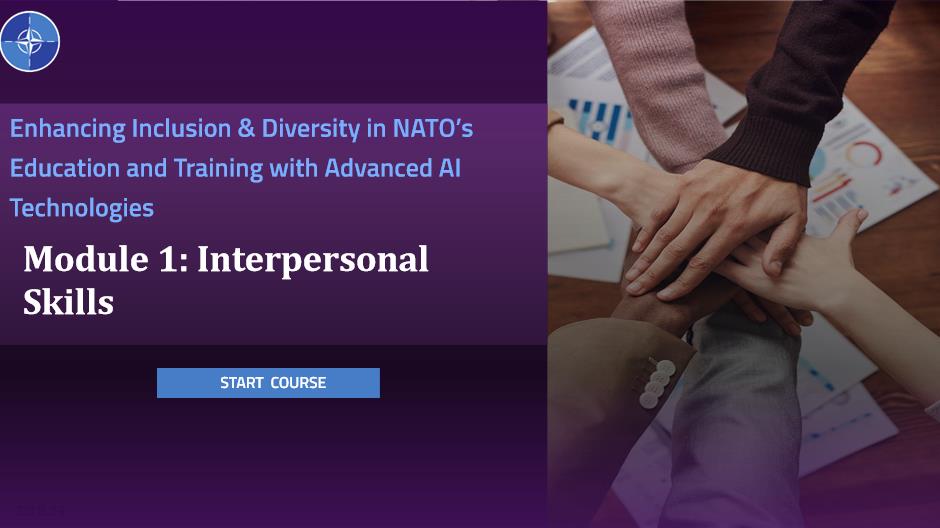 Enhancing Inclusion & Diversity in NATO's
Education and Training with Advanced AI
Technologies
Module 1: Interpersonal
Skills
START COURSE